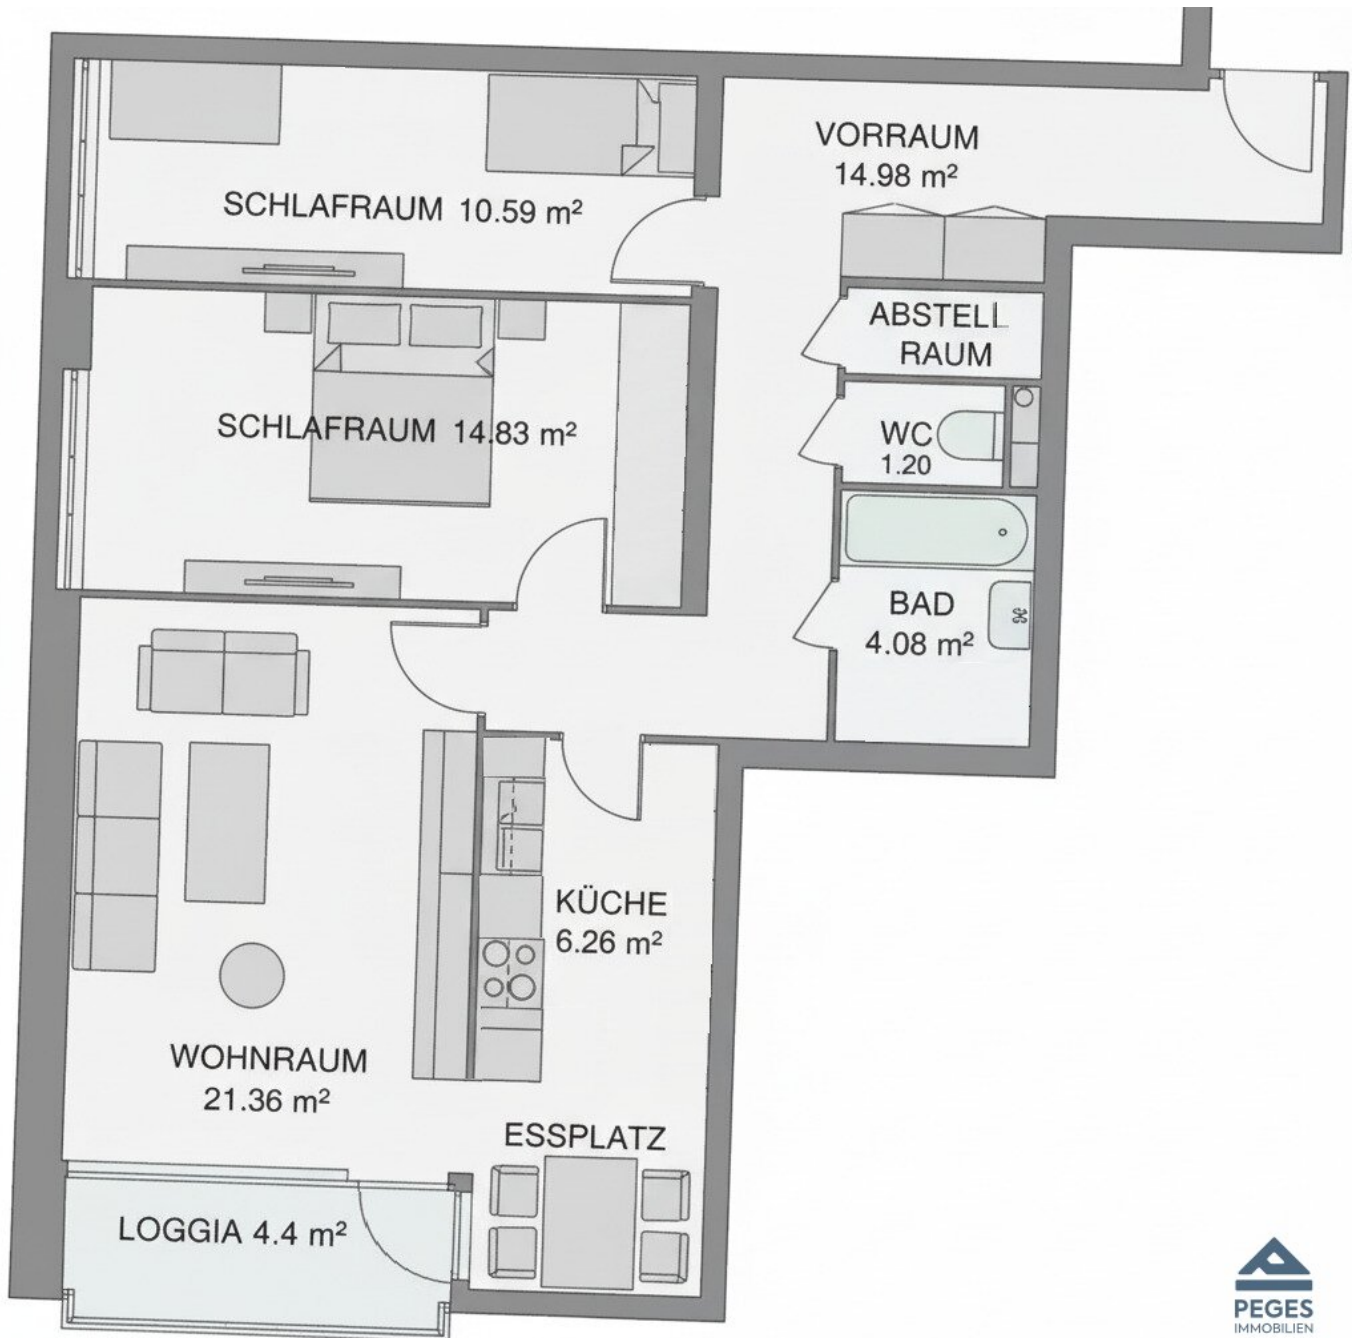 VORRAUM
14.98 m²
SCHLAFRAUM 10.59 m²
ABSTELL
RAUM
SCHLAFRAUM 14.83 m²
WC
1.20
BAD
4.08 m²
KÜCHE
6.26 m²
WOHNRAUM
21.36 m²
ESSPLATZ
LOGGIA 4.4 m²
PEGES
IMMOBILIEN